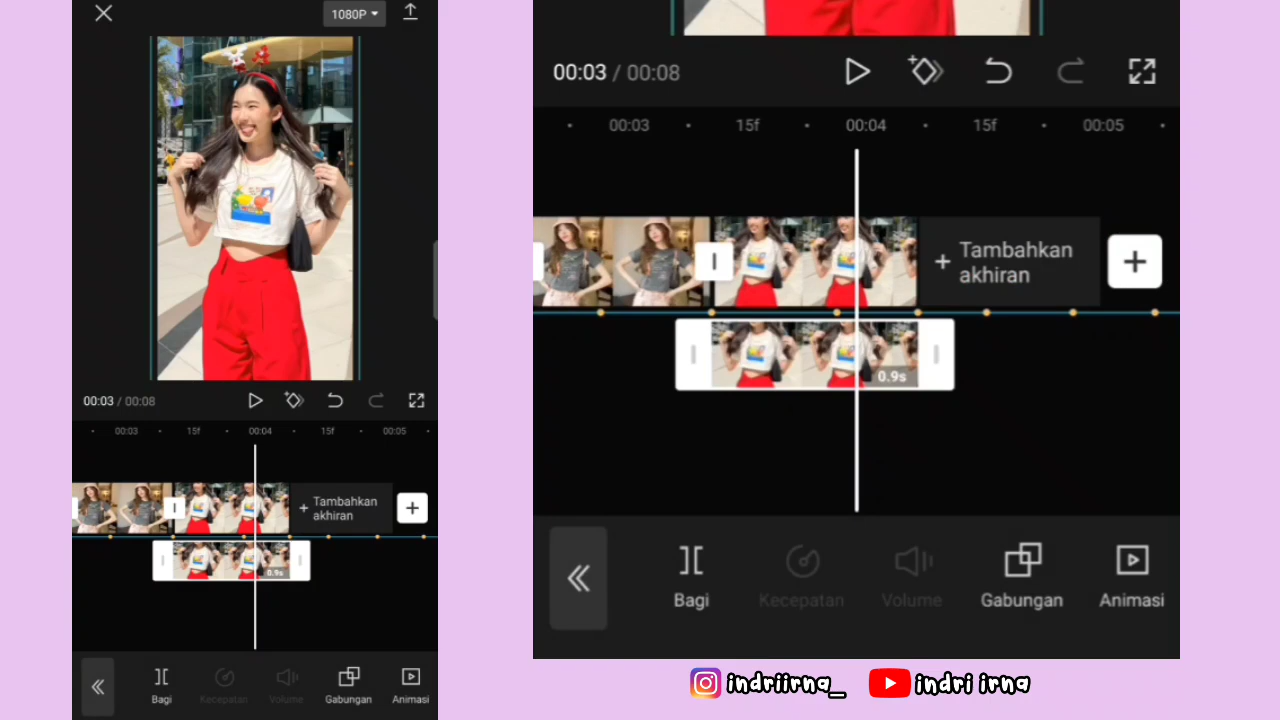 1080P
00:03 / 00:08
00:03
15f
00:04
15f
00:05
Tambahkan
akhiran
0.9s
Bagi
Kecepatan
Volume
Gabungan
Animasi
00:03 / 00:08
00:03
15f
00:04
15f
00:05
+ Tambahkan
akhiran
0.9s
Bagi
Kecepatan
Volume
Gabungan
Animasi
indriirna_
indri irna